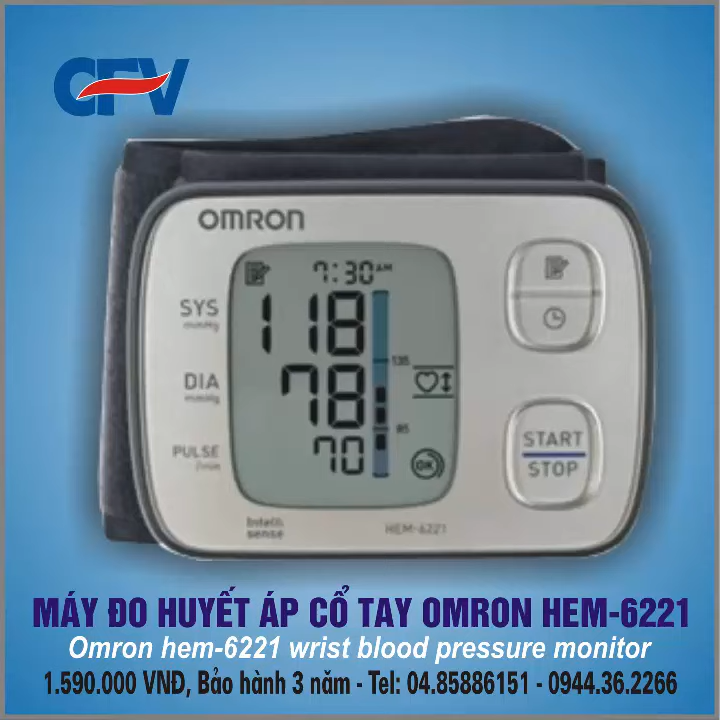 CFV
OMRON
7:30 AM
SYS
mmHg
118
135
DIA
mmHg
78
85
PULSE
/min
70
OK
START
STOP
Intelli
sense
HEM-6221
MÁY ĐO HUYẾT ÁP CỔ TAY OMRON HEM-6221
Omron hem-6221 wrist blood pressure monitor
1.590.000 VNĐ, Bảo hành 3 năm - Tel: 04.85886151 - 0944.36.2266